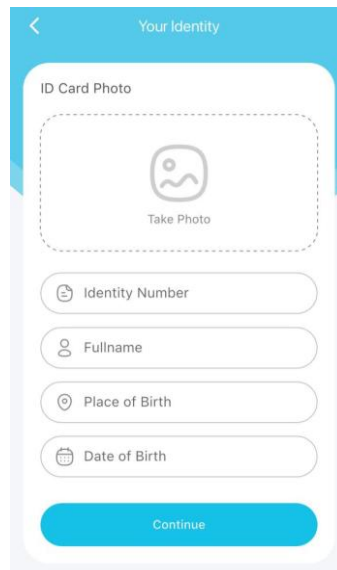 Your Identity
ID Card Photo
Take Photo
Identity Number
Fullname
Place of Birth
Date of Birth
Continue